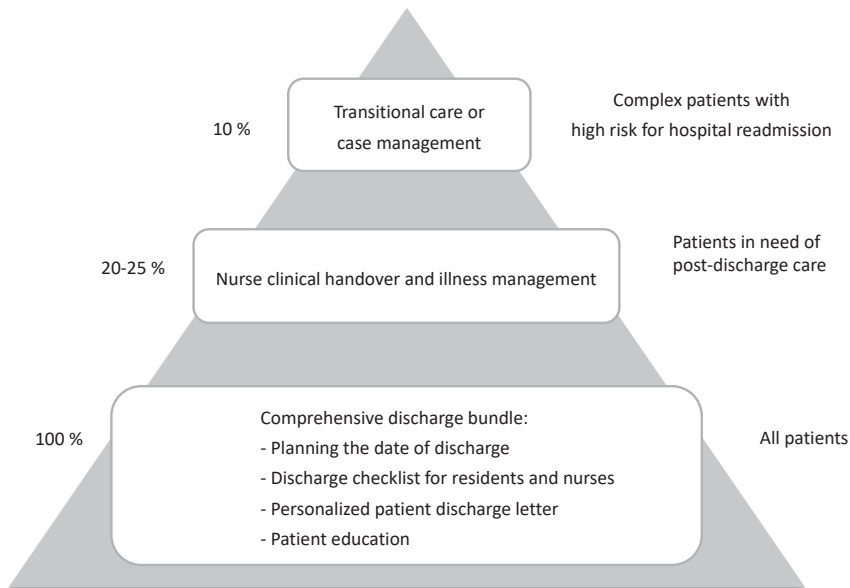 10 %
Transitional care or
case management
Complex patients with
high risk for hospital readmission
20-25 %
Nurse clinical handover and illness management
Patients in need of
post-discharge care
100 %
Comprehensive discharge bundle:
- Planning the date of discharge
- Discharge checklist for residents and nurses
- Personalized patient discharge letter
- Patient education
All patients